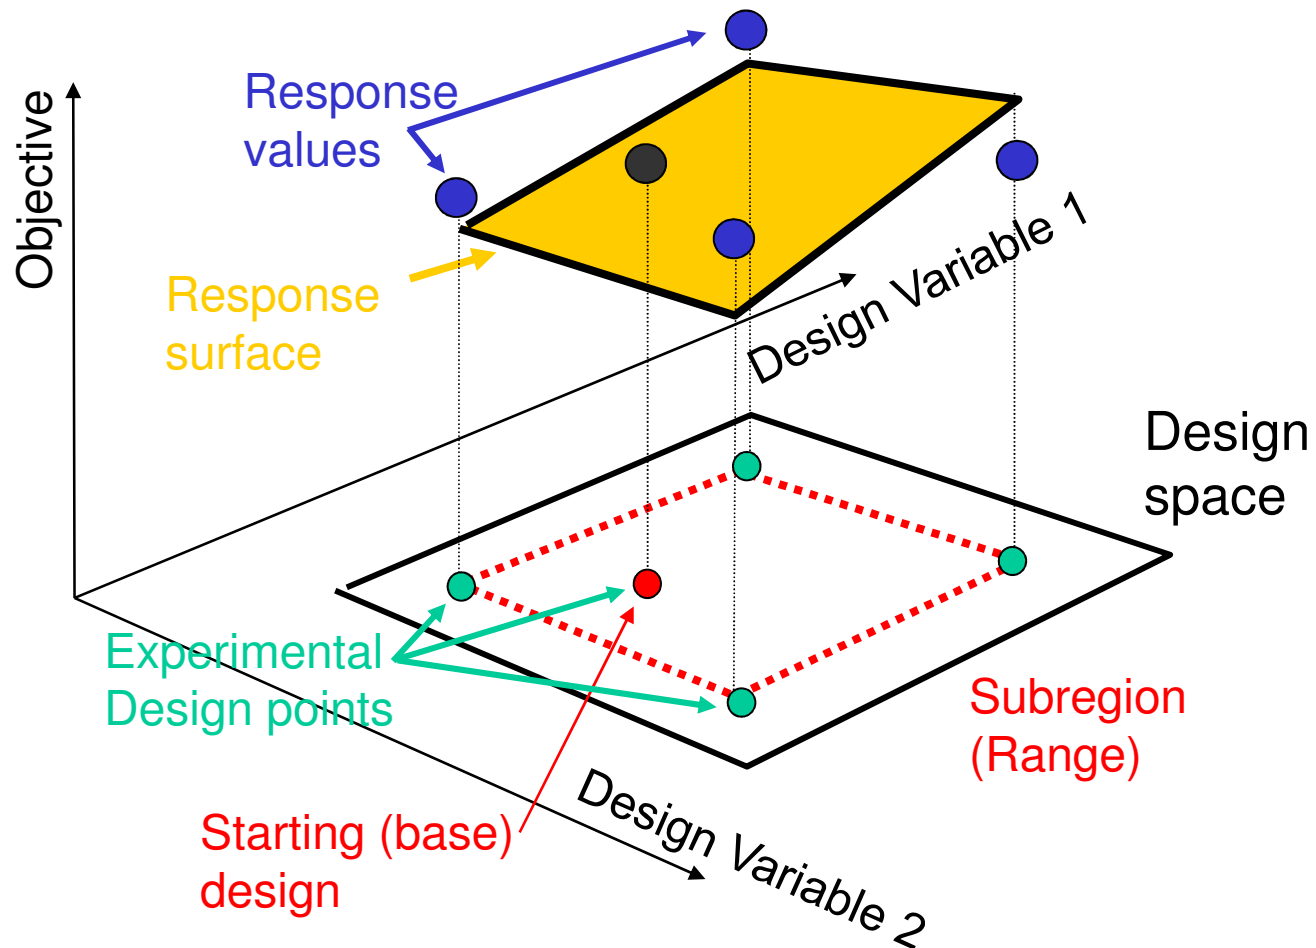 Objective
Response
values
Response
surface
Design Variable 1
Design
space
Experimental
Design points
Subregion
(Range)
Starting (base)
design
Design Variable 2